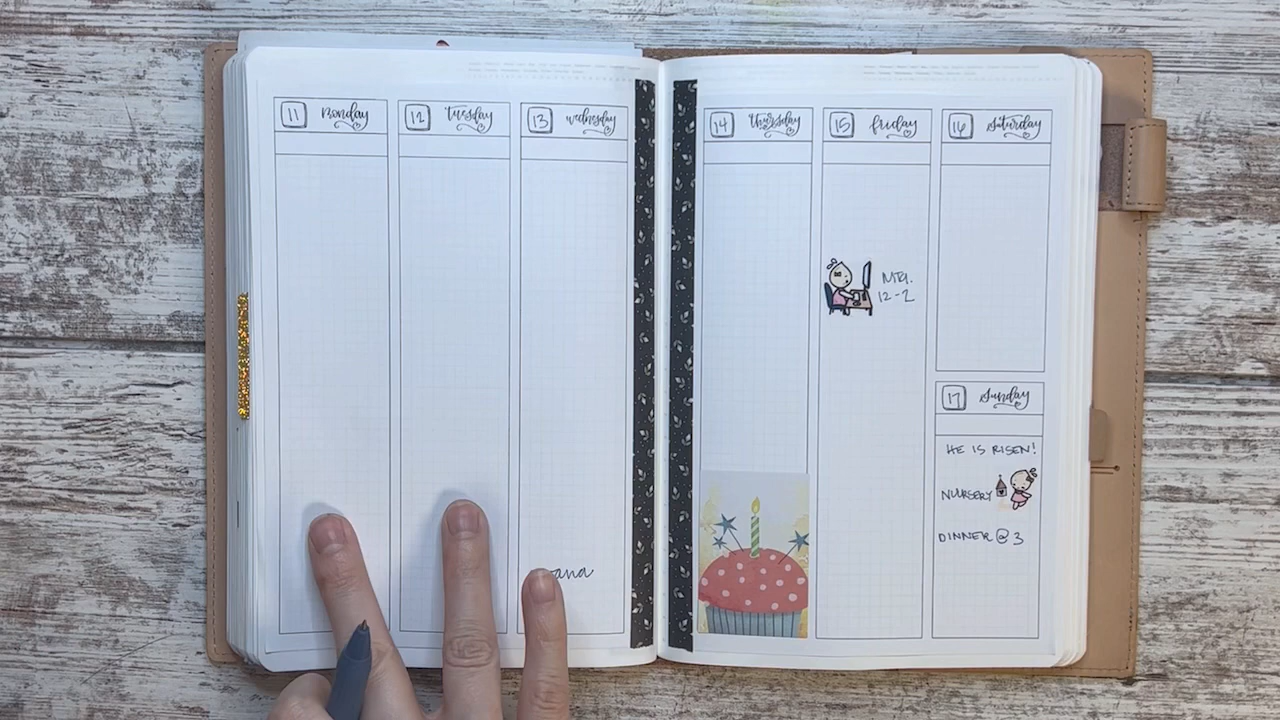 11 Monday
12 Tuesday
13 Wednesday
14 Thursday
15 Friday
16 Saturday
MTG.
12-2
17 Sunday
HE IS RISEN!
NURSERY
DINNER @ 3